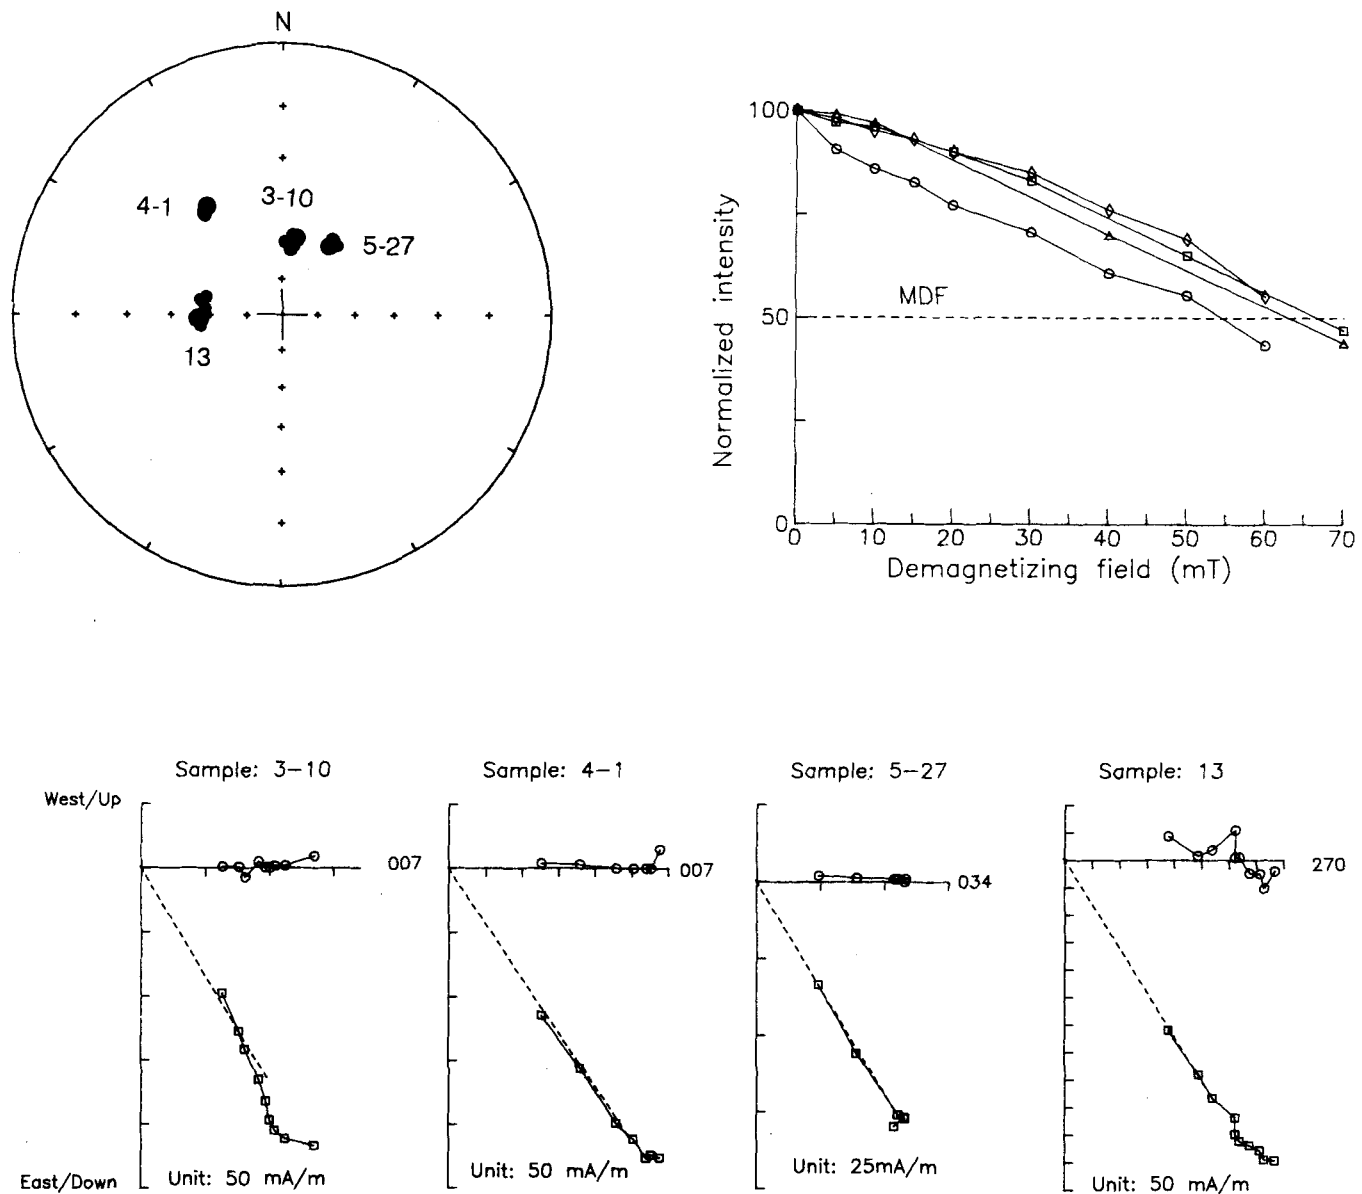 N
4-1
3-10
5-27
13
100
50
0
Normalized intensity
MDF
0 10 20 30 40 50 60 70
Demagnetizing field (mT)
Sample: 3-10
Sample: 4-1
Sample: 5-27
Sample: 13
West/Up
007
007
034
270
East/Down
Unit: 50 mA/m
Unit: 50 mA/m
Unit: 25mA/m
Unit: 50 mA/m